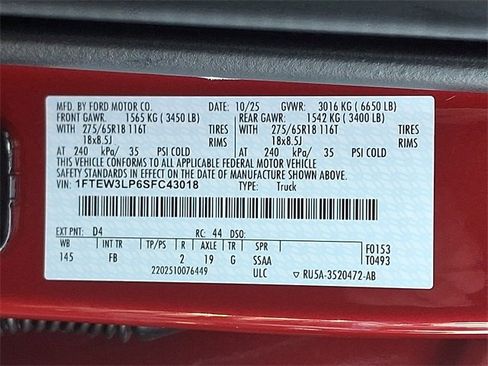 MFD. BY FORD MOTOR CO. DATE: 10/25 GVWR: 3016 KG ( 6650 LB)
FRONT GAWR: 1565 KG ( 3450 LB) REAR GAWR: 1542 KG ( 3400 LB)
WITH 275/65R18 116T TIRES WITH 275/65R18 116T TIRES
18x8.5J RIMS 18x8.5J RIMS
AT 240 kPa/ 35 PSI COLD AT 240 kPa/ 35 PSI COLD
THIS VEHICLE CONFORMS TO ALL APPLICABLE FEDERAL MOTOR VEHICLE
SAFETY STANDARDS IN EFFECT ON THE DATE OF MANUFACTURE SHOWN ABOVE.
VIN: 1FTEW3LP6SFC43018 TYPE: Truck
EXT PNT: D4 RC: 44 DSO:
WB INT TR TP/PS R AXLE TR SPR F0153
145 FB 2 19 G SSAA T0493
2202510076449 ULC ▽ RU5A-3520472-AB